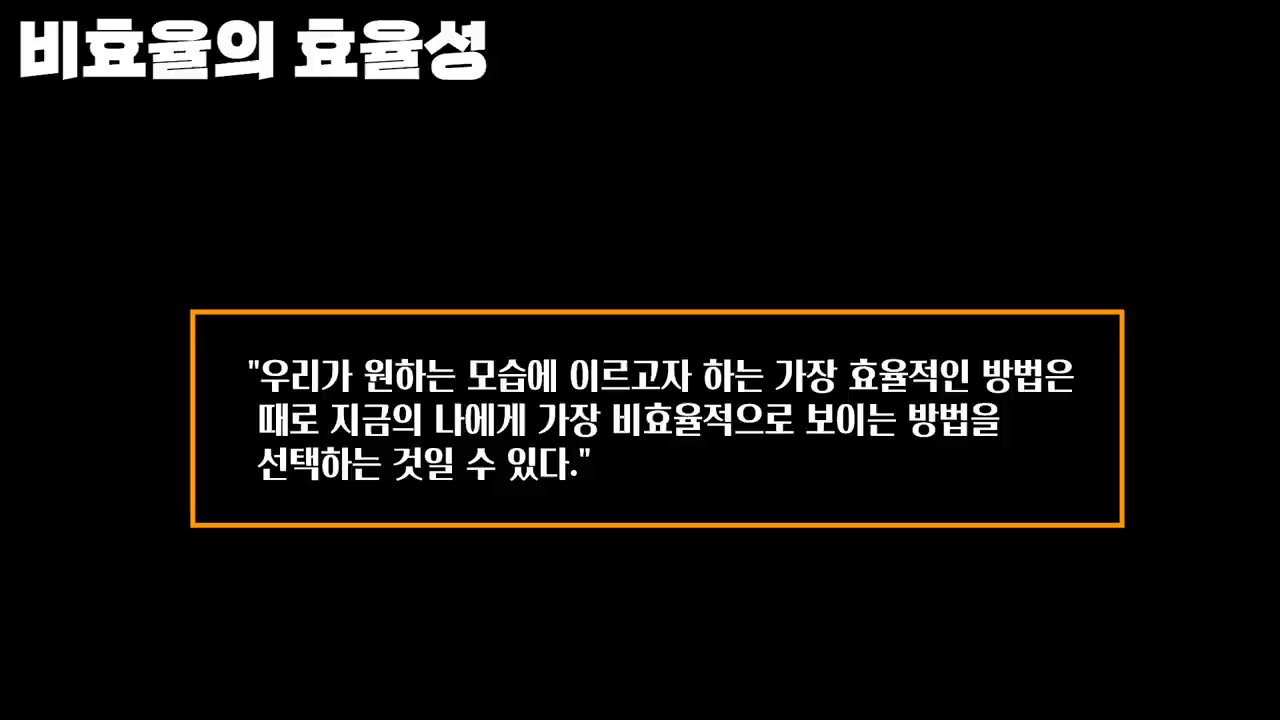 비효율의 효율성
"우리가 원하는 모습에 이르고자 하는 가장 효율적인 방법은
때로 지금의 나에게 가장 비효율적으로 보이는 방법을
선택하는 것일 수 있다."